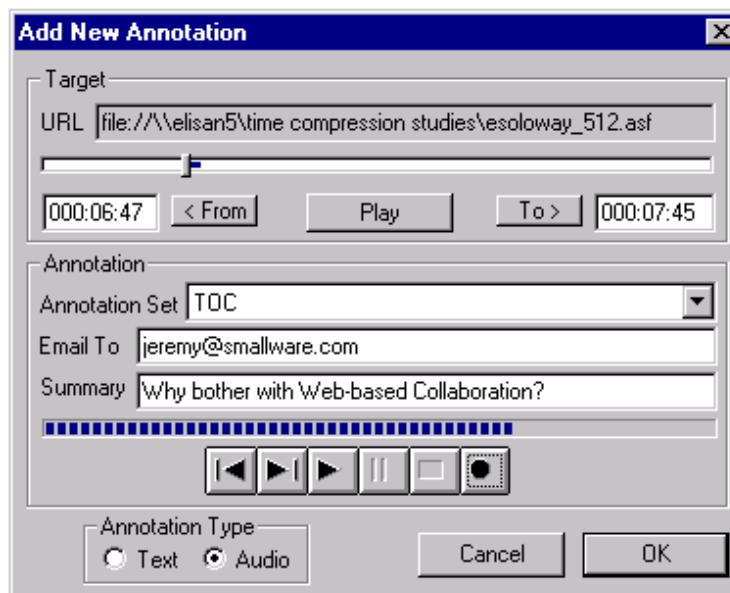 Add New Annotation
Target
URL file://\\elisan5\time compression studies\esoloway_512.asf
000:06:47 < From Play To > 000:07:45
Annotation
Annotation Set TOC
Email To jeremy@smallware.com
Summary Why bother with Web-based Collaboration?
Annotation Type
Text Audio
Cancel OK